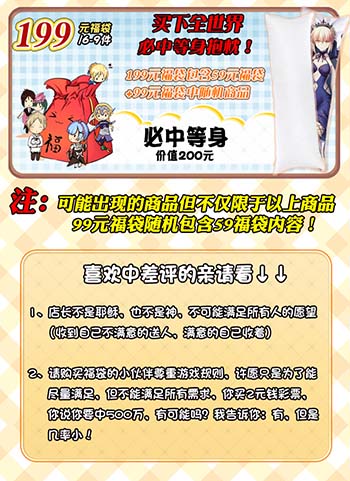 199元福袋
16-9件
买下全世界
必中等身抱枕！
199元福袋包含59元福袋
+99元福袋中随机商品
福
必中等身
价值200元
注：可能出现的商品但不仅限于以上商品
99元福袋随机包含59福袋内容！
喜欢中差评的亲请看↓↓
1、店长不是耶稣，也不是神，不可能满足所有人的愿望
（收到自己不满意的送人，满意的自己收着）
2、请购买福袋的小伙伴尊重游戏规则，许愿只是为了能
尽量满足，但不能满足所有需求，你买2元钱彩票，
你说你要中500万，有可能吗？我告诉你：有，但是
几率小！